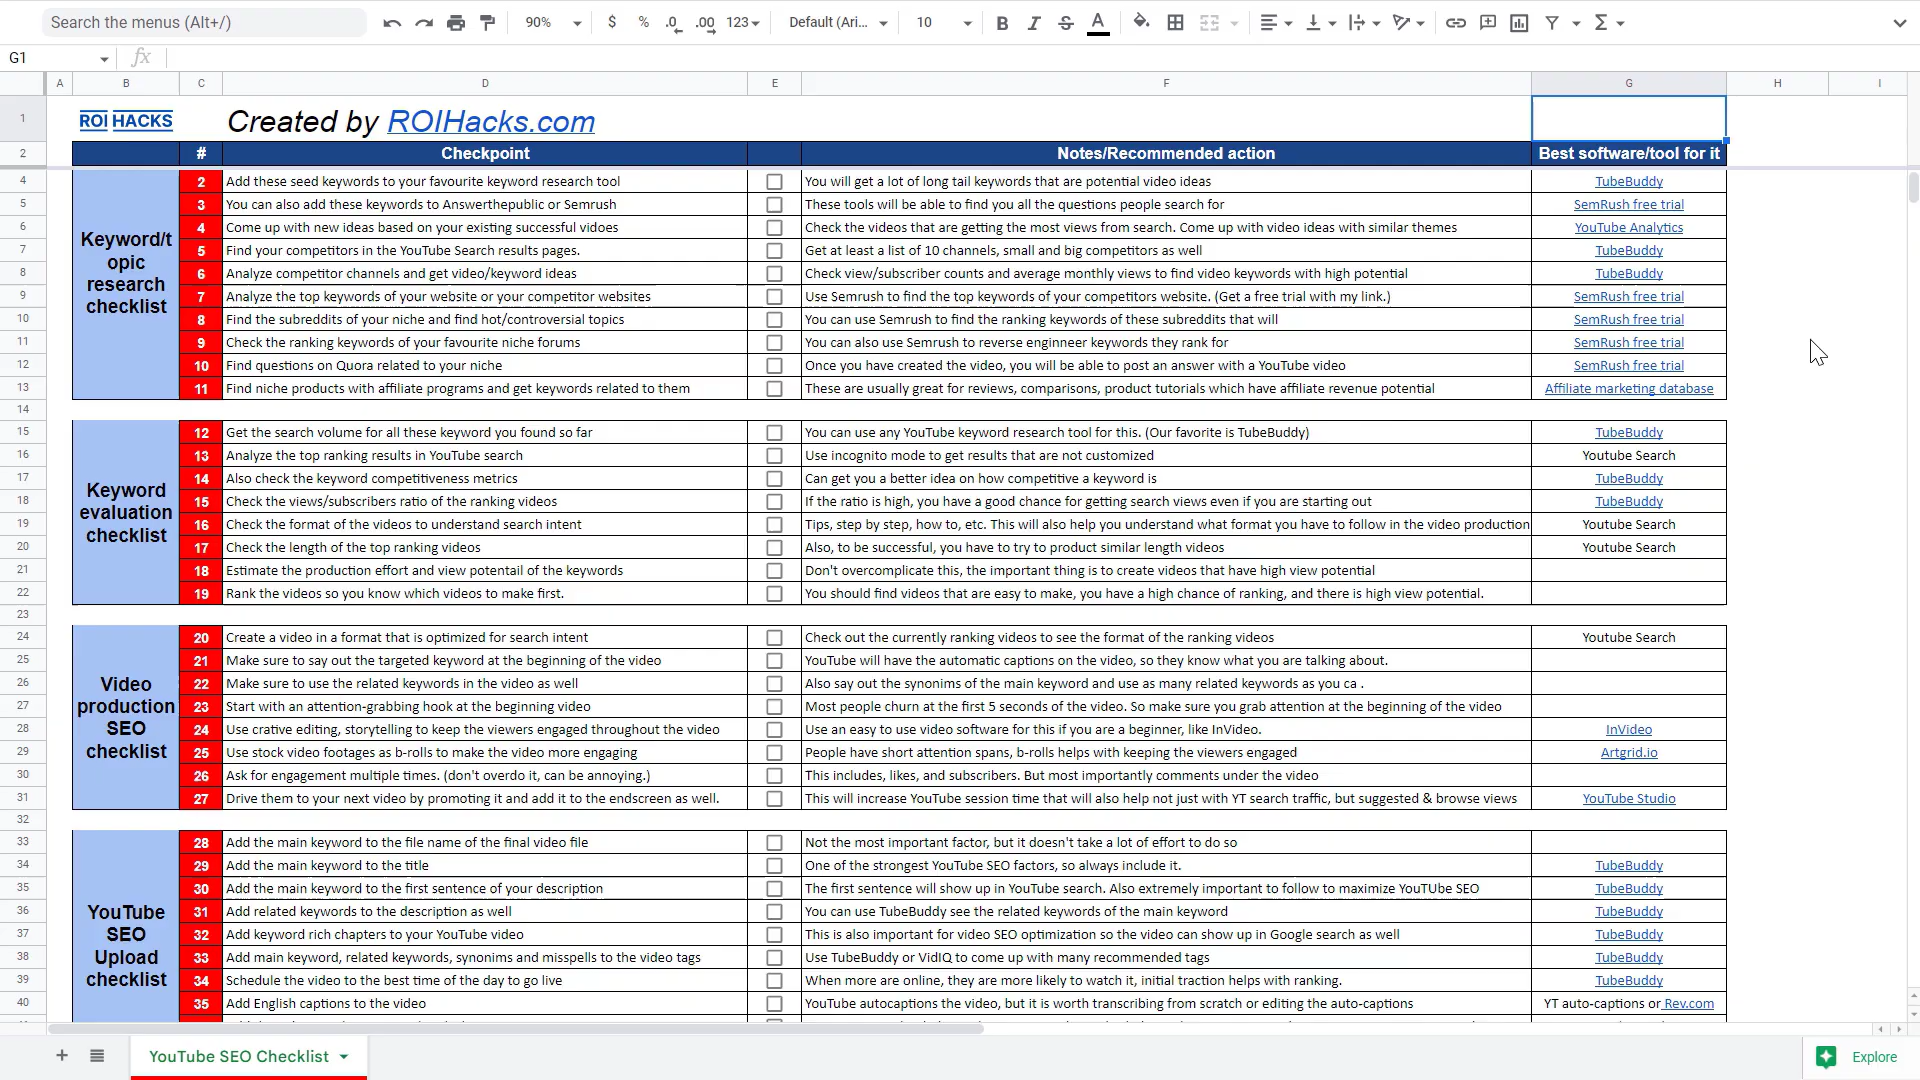 Search the menus (Alt+/)
90%
$
%
.0
.00
123
Default (Ari...
10
B
I
S
A
G1
fx
A B C D E F G H I
1 ROI HACKS Created by ROIHacks.com
2 # Checkpoint Notes/Recommended action Best software/tool for it
Keyword/t
opic
research
checklist
4 2 Add these seed keywords to your favourite keyword research tool You will get a lot of long tail keywords that are potential video ideas TubeBuddy
5 3 You can also add these keywords to Answerthepublic or Semrush These tools will be able to find you all the questions people search for SemRush free trial
6 4 Come up with new ideas based on your existing successful vidoes Check the videos that are getting the most views from search. Come up with video ideas with similar themes YouTube Analytics
7 5 Find your competitors in the YouTube Search results pages. Get at least a list of 10 channels, small and big competitors as well TubeBuddy
8 6 Analyze competitor channels and get video/keyword ideas Check view/subscriber counts and average monthly views to find video keywords with high potential TubeBuddy
9 7 Analyze the top keywords of your website or your competitor websites Use Semrush to find the top keywords of your competitors website. (Get a free trial with my link.) SemRush free trial
10 8 Find the subreddits of your niche and find hot/controversial topics You can use Semrush to find the ranking keywords of these subreddits that will SemRush free trial
11 9 Check the ranking keywords of your favourite niche forums You can also use Semrush to reverse enginneer keywords they rank for SemRush free trial
12 10 Find questions on Quora related to your niche Once you have created the video, you will be able to post an answer with a YouTube video SemRush free trial
13 11 Find niche products with affiliate programs and get keywords related to them These are usually great for reviews, comparisons, product tutorials which have affiliate revenue potential Affiliate marketing database
14
Keyword
evaluation
checklist
15 12 Get the search volume for all these keyword you found so far You can use any YouTube keyword research tool for this. (Our favorite is TubeBuddy) TubeBuddy
16 13 Analyze the top ranking results in YouTube search Use incognito mode to get results that are not customized Youtube Search
17 14 Also check the keyword competitiveness metrics Can get you a better idea on how competitive a keyword is TubeBuddy
18 15 Check the views/subscribers ratio of the ranking videos If the ratio is high, you have a good chance for getting search views even if you are starting out TubeBuddy
19 16 Check the format of the videos to understand search intent Tips, step by step, how to, etc. This will also help you understand what format you have to follow in the video production Youtube Search
20 17 Check the length of the top ranking videos Also, to be successful, you have to try to product similar length videos Youtube Search
21 18 Estimate the production effort and view potentail of the keywords Don't overcomplicate this, the important thing is to create videos that have high view potential
22 19 Rank the videos so you know which videos to make first. You should find videos that are easy to make, you have a high chance of ranking, and there is high view potential.
23
Video
production
SEO
checklist
24 20 Create a video in a format that is optimized for search intent Check out the currently ranking videos to see the format of the ranking videos Youtube Search
25 21 Make sure to say out the targeted keyword at the beginning of the video YouTube will have the automatic captions on the video, so they know what you are talking about.
26 22 Make sure to use the related keywords in the video as well Also say out the synonims of the main keyword and use as many related keywords as you ca .
27 23 Start with an attention-grabbing hook at the beginning video Most people churn at the first 5 seconds of the video. So make sure you grab attention at the beginning of the video
28 24 Use crative editing, storytelling to keep the viewers engaged throughout the video Use an easy to use video software for this if you are a beginner, like InVideo. InVideo
29 25 Use stock video footages as b-rolls to make the video more engaging People have short attention spans, b-rolls helps with keeping the viewers engaged Artgrid.io
30 26 Ask for engagement multiple times. (don't overdo it, can be annoying.) This includes, likes, and subscribers. But most importantly comments under the video
31 27 Drive them to your next video by promoting it and add it to the endscreen as well. This will increase YouTube session time that will also help not just with YT search traffic, but suggested & browse views YouTube Studio
32
YouTube
SEO
Upload
checklist
33 28 Add the main keyword to the file name of the final video file Not the most important factor, but it doesn't take a lot of effort to do so
34 29 Add the main keyword to the title One of the strongest YouTube SEO factors, so always include it. TubeBuddy
35 30 Add the main keyword to the first sentence of your description The first sentence will show up in YouTube search. Also extremely important to follow to maximize YouTUBE SEO TubeBuddy
36 31 Add related keywords to the description as well You can use TubeBuddy see the related keywords of the main keyword TubeBuddy
37 32 Add keyword rich chapters to your YouTube video This is also important for video SEO optimization so the video can show up in Google search as well TubeBuddy
38 33 Add main keyword, related keywords, synonims and misspells to the video tags Use TubeBuddy or VidIQ to come up with many recommended tags TubeBuddy
39 34 Schedule the video to the best time of the day to go live When more are online, they are more likely to watch it, initial traction helps with ranking. TubeBuddy
40 35 Add English captions to the video YouTube autocaptions the video, but it is worth transcribing from scratch or editing the auto-captions YT auto-captions or Rev.com
YouTube SEO Checklist
Explore